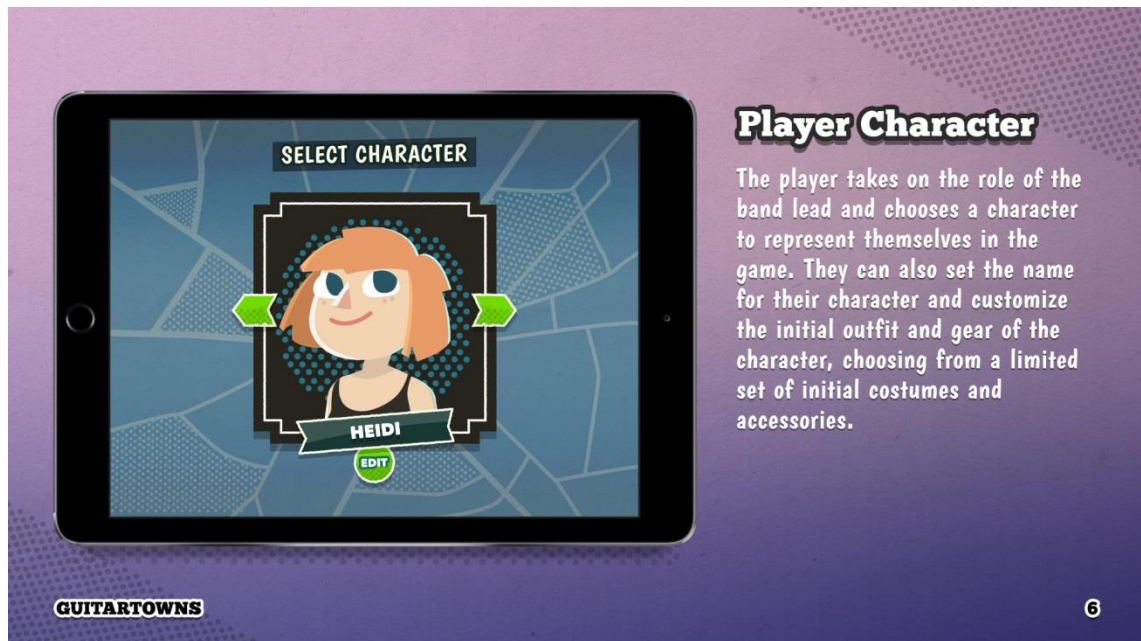 SELECT CHARACTER
HEIDI
EDIT
Player Character
The player takes on the role of the
band lead and chooses a character
to represent themselves in the
game. They can also set the name
for their character and customize
the initial outfit and gear of the
character, choosing from a limited
set of initial costumes and
accessories.
GUITARTOWNS
6